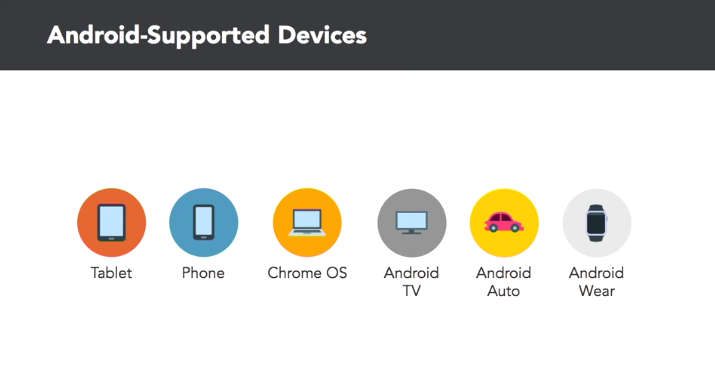 Android-Supported Devices
Tablet
Phone
Chrome OS
Android
TV
Android
Auto
Android
Wear